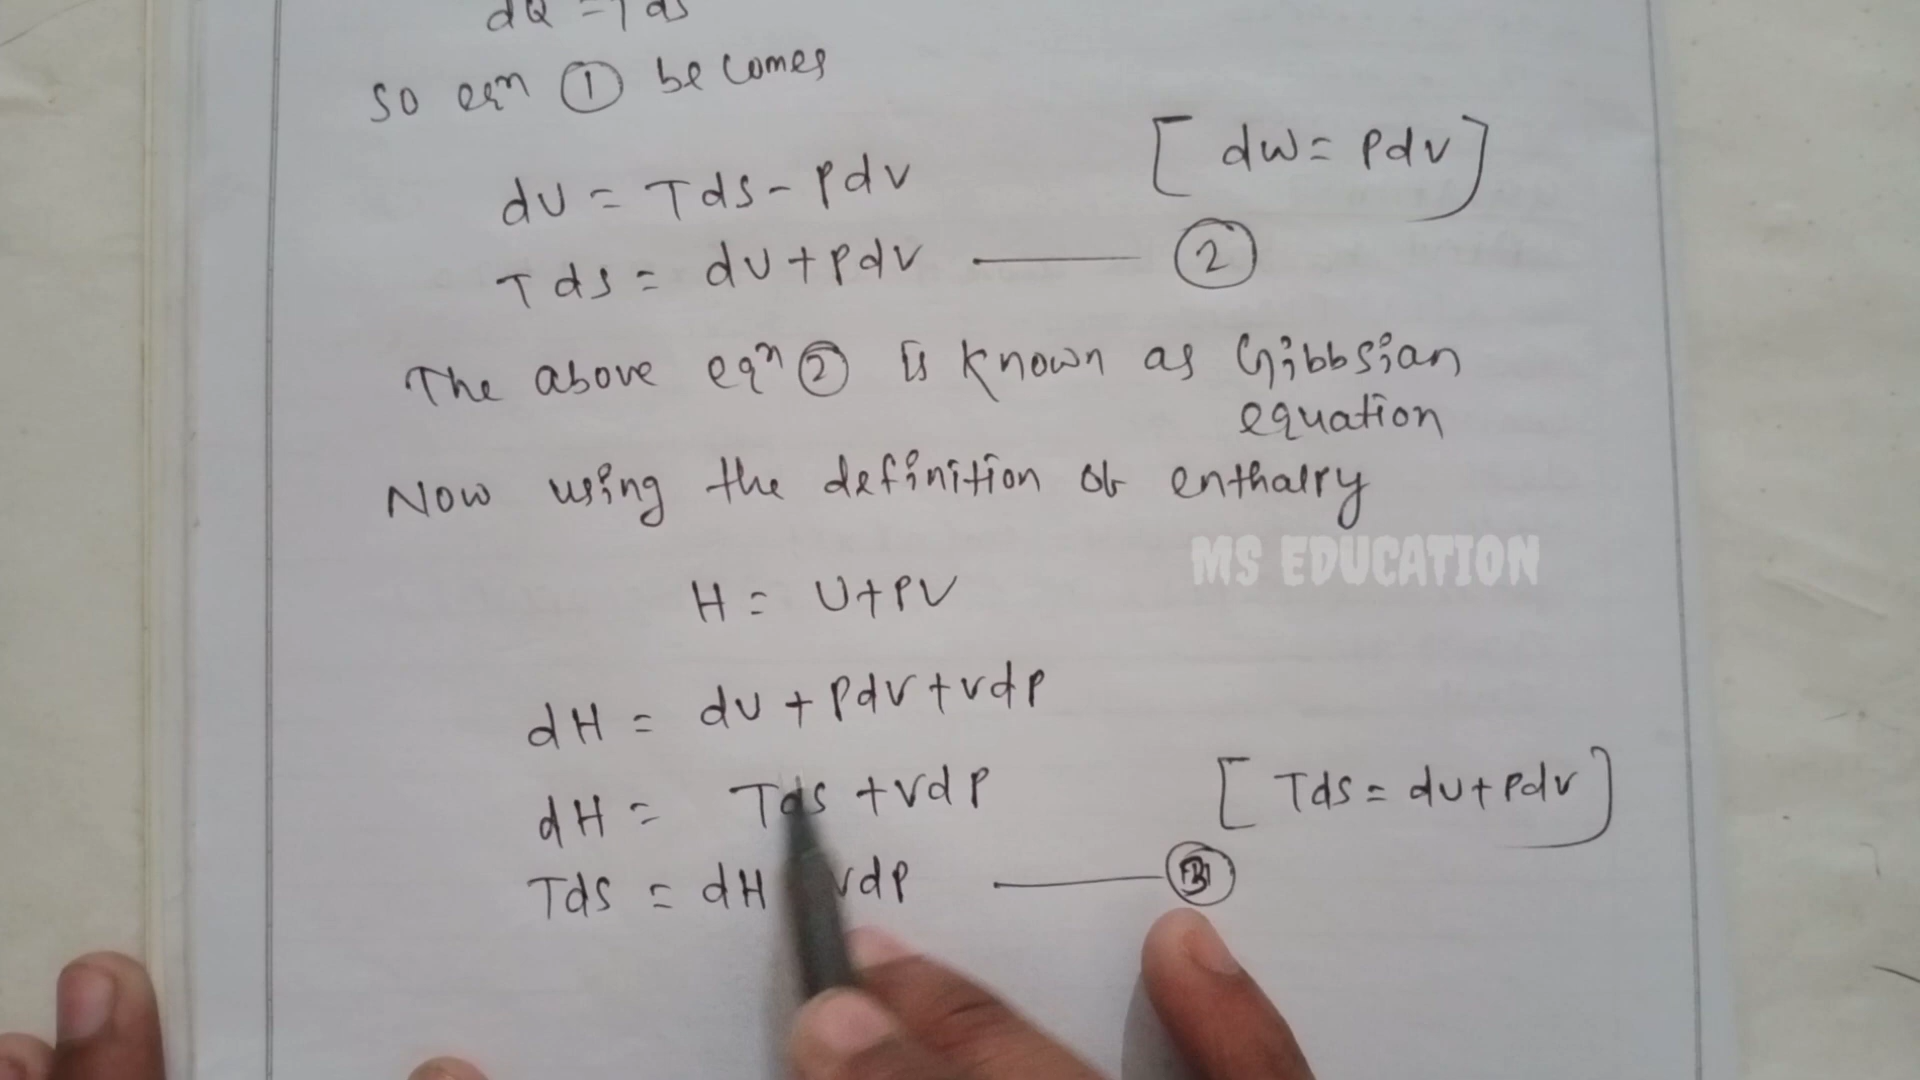 dQ = Tds
So eqn ① becomes
[dw = pdv]
dU = Tds - pdv
Tds = dU + pdv —— ②
The above eqn ② is known as Gibbsian
equation
Now using the definition of enthalpy
MS EDUCATION
H = U + PV
dH = dU + pdv + vdp
dH = Tds + vdp [Tds = dU + pdv]
Tds = dH vdp —— ③